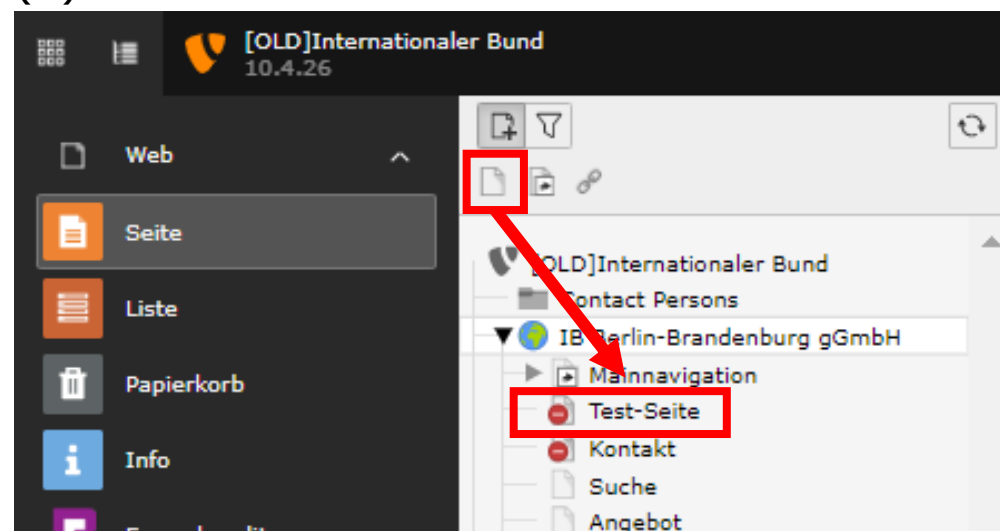 [OLD]Internationaler Bund
10.4.26
Web
Seite
Liste
Papierkorb
Info
[OLD]Internationaler Bund
Contact Persons
IB Berlin-Brandenburg gGmbH
Mainnavigation
Test-Seite
Kontakt
Suche
Angebot